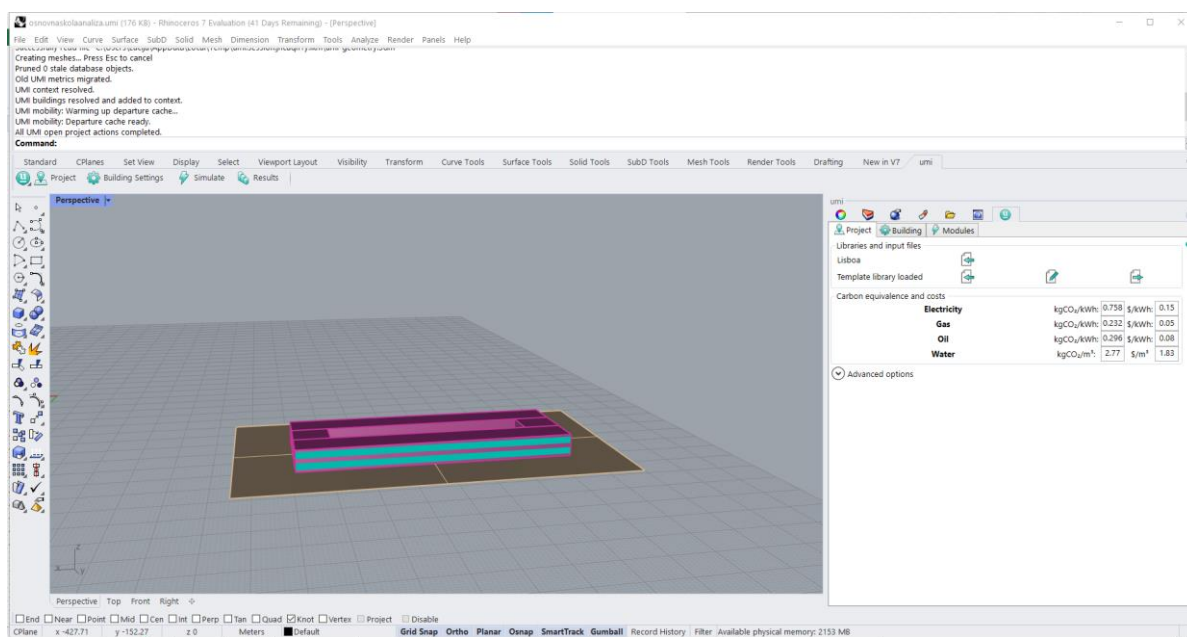 osnovnaskolaanaliza.umi (176 KB) - Rhinoceros 7 Evaluation (41 Days Remaining) - [Perspective]
File Edit View Curve Surface SubD Solid Mesh Dimension Transform Tools Analyze Render Panels Help
Creating meshes... Press Esc to cancel
Pruned 0 stale database objects.
Old UMI metrics migrated.
UMI context resolved.
UMI buildings resolved and added to context.
UMI mobility: Warming up departure cache...
UMI mobility: Departure cache ready.
All UMI open project actions completed.
Command:
Standard CPlanes Set View Display Select Viewport Layout Visibility Transform Curve Tools Surface Tools Solid Tools SubD Tools Mesh Tools Render Tools Drafting New in V7 umi
Project Building Settings Simulate Results
Perspective
umi
Project Building Modules
Libraries and input files
Lisboa
Template library loaded
Carbon equivalence and costs
Electricity kgCO₂/kWh: 0.758 $/kWh: 0.15
Gas kgCO₂/kWh: 0.232 $/kWh: 0.05
Oil kgCO₂/kWh: 0.296 $/kWh: 0.08
Water kgCO₂/m³: 2.77 $/m³ 1.83
Advanced options
z
x y
Perspective Top Front Right
End Near Point Mid Cen Int Perp Tan Quad Knot Vertex Project Disable
CPlane x -427.71 y -152.27 z 0 Meters Default Grid Snap Ortho Planar Osnap SmartTrack Gumball Record History Filter Available physical memory: 2153 MB